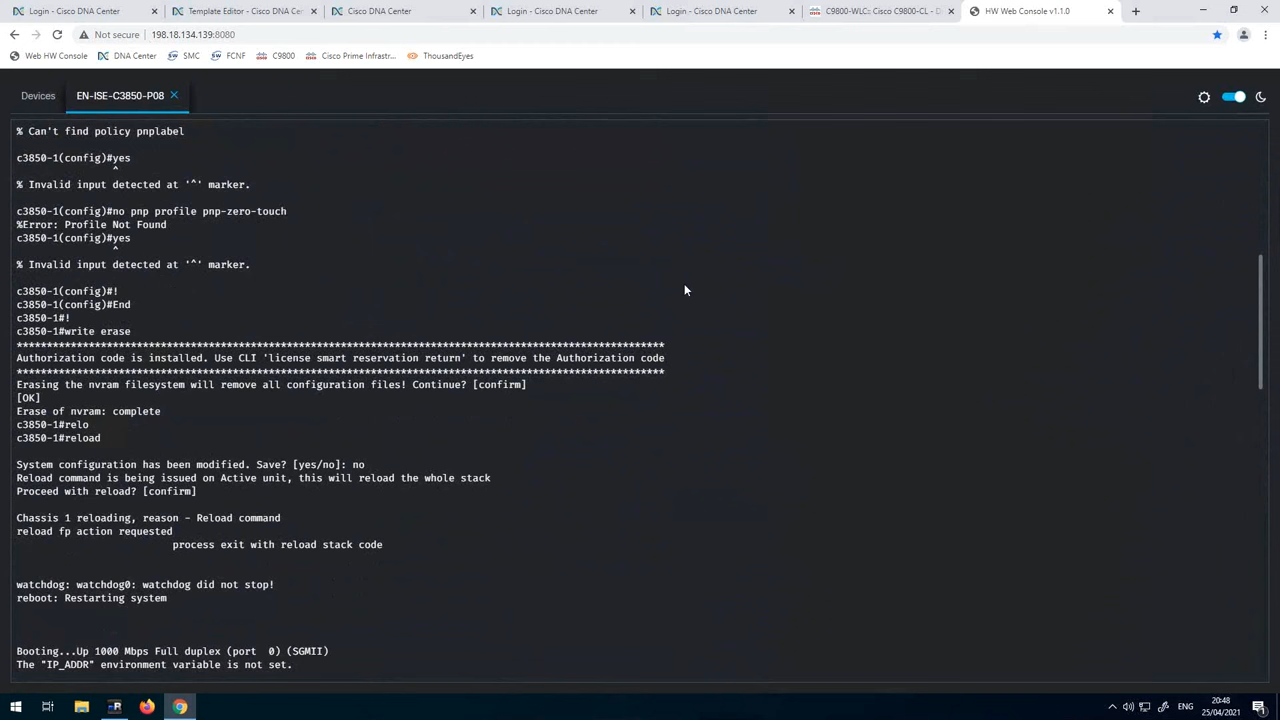 Login - Cisco DNA Center
Template Editor - Cisco DNA Cen
Cisco DNA Center
Login - Cisco DNA Center
Login - Cisco DNA Center
C9800-WLC: Cisco C9800-CL - D
HW Web Console v1.1.0
Not secure
198.18.134.139:8080
Web HW Console
DNA Center
SMC
FCNF
C9800
Cisco Prime Infrastr...
ThousandEyes
Devices
EN-ISE-C3850-P08
% Can't find policy pnplabel
c3850-1(config)#yes
^
% Invalid input detected at '^' marker.
c3850-1(config)#no pnp profile pnp-zero-touch
%Error: Profile Not Found
c3850-1(config)#yes
^
% Invalid input detected at '^' marker.
c3850-1(config)#!
c3850-1(config)#End
c3850-1#!
c3850-1#write erase
************************************************************************************************************
Authorization code is installed. Use CLI 'license smart reservation return' to remove the Authorization code
************************************************************************************************************
Erasing the nvram filesystem will remove all configuration files! Continue? [confirm]
[OK]
Erase of nvram: complete
c3850-1#relo
c3850-1#reload
System configuration has been modified. Save? [yes/no]: no
Reload command is being issued on Active unit, this will reload the whole stack
Proceed with reload? [confirm]
Chassis 1 reloading, reason - Reload command
reload fp action requested
process exit with reload stack code
watchdog: watchdog0: watchdog did not stop!
reboot: Restarting system
Booting...Up 1000 Mbps Full duplex (port  0) (SGMII)
The "IP_ADDR" environment variable is not set.
ENG
20:48
25/04/2021